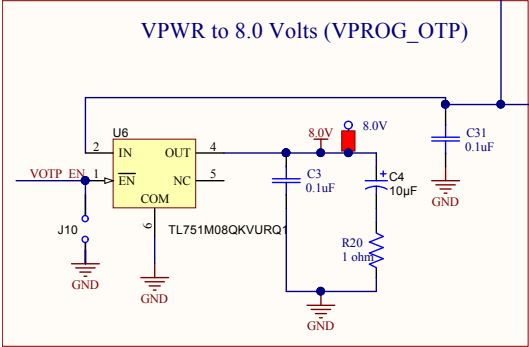 VPWR to 8.0 Volts (VPROG_OTP)
U6
2 IN OUT 4
VOTP_EN 1 EN NC 5
COM
6
TL751M08QKVURQ1
J10
GND
GND
8.0V
8.0V
C3
0.1uF
+ C4
10µF
R20
1 ohm
GND
C31
0.1uF
GND